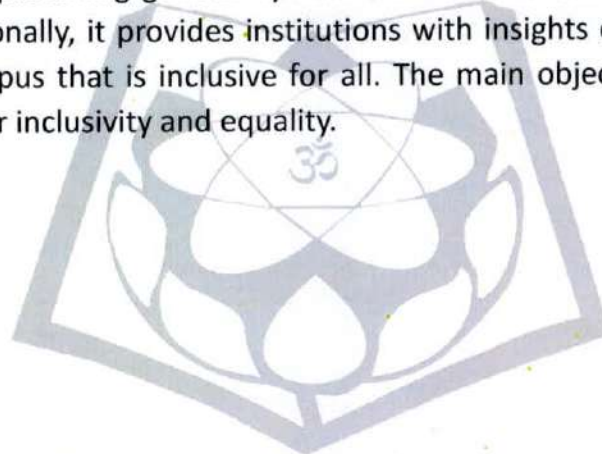 onally, it provides institutions with insights
pus that is inclusive for all. The main objec
r inclusivity and equality.
ॐ